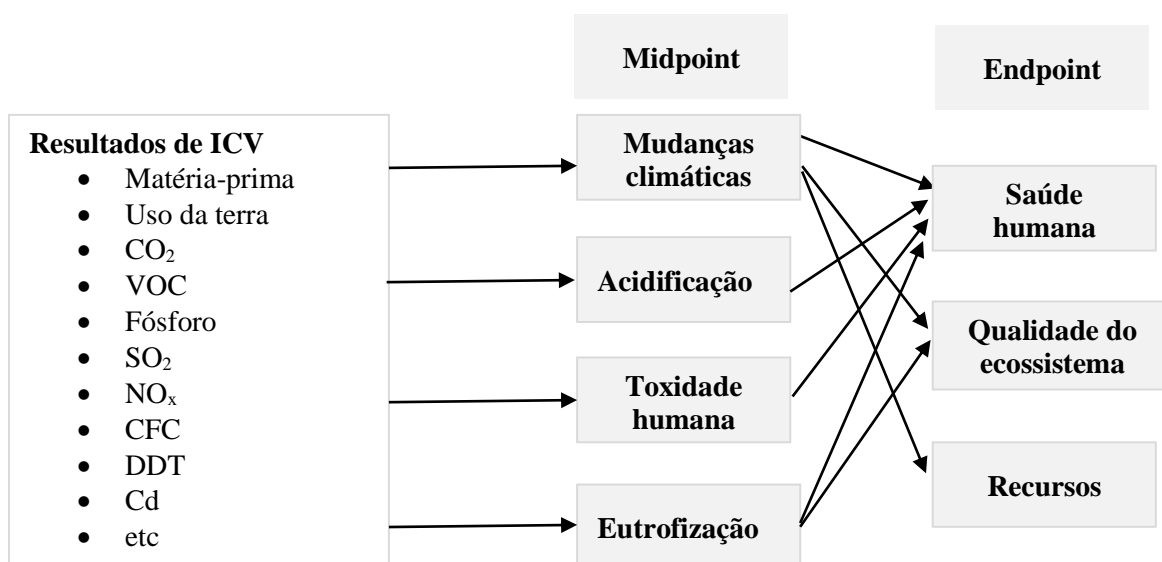 Midpoint
Endpoint
Resultados de ICV
• Matéria-prima
• Uso da terra
• CO₂
• VOC
• Fósforo
• SO₂
• NOₓ
• CFC
• DDT
• Cd
• etc
Mudanças
climáticas
Acidificação
Toxidade
humana
Eutrofização
Saúde
humana
Qualidade do
ecossistema
Recursos